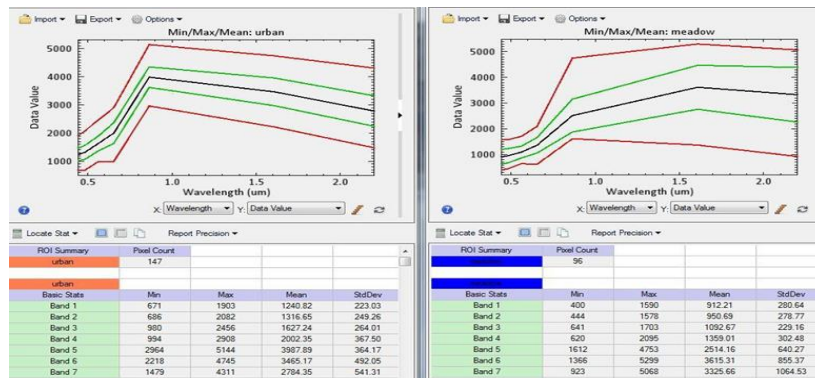 Import Export Options
Min/Max/Mean: urban
Data Value
5000
4000
3000
2000
1000
0.5 1.0 1.5 2.0
Wavelength (um)
X: Wavelength Y: Data Value
Locate Stat Report Precision
ROI Summary Pixel Count
urban 147
urban
Basic Stats Min Max Mean StdDev
Band 1 671 1903 1240.82 223.03
Band 2 686 2082 1316.65 249.26
Band 3 980 2456 1627.24 264.01
Band 4 994 2908 2002.35 367.50
Band 5 2964 5144 3987.89 364.17
Band 6 2218 4745 3465.17 492.05
Band 7 1479 4311 2784.35 541.31
Import Export Options
Min/Max/Mean: meadow
Data Value
5000
4000
3000
2000
1000
0.5 1.0 1.5 2.0
Wavelength (um)
X: Wavelength Y: Data Value
Locate Stat Report Precision
ROI Summary Pixel Count
96
Basic Stats Min Max Mean StdDev
Band 1 400 1590 912.21 280.64
Band 2 444 1578 950.69 278.77
Band 3 641 1703 1092.67 229.16
Band 4 620 2095 1359.01 302.48
Band 5 1612 4753 2514.16 640.27
Band 6 1366 5299 3615.31 855.37
Band 7 923 5068 3325.66 1064.53